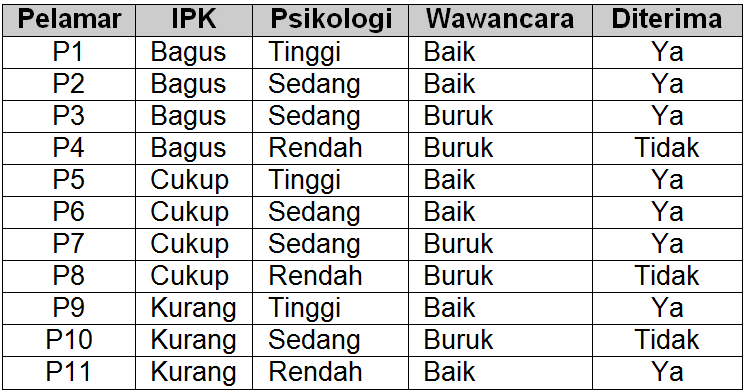 Pelamar IPK Psikologi Wawancara Diterima
P1 Bagus Tinggi Baik Ya
P2 Bagus Sedang Baik Ya
P3 Bagus Sedang Buruk Ya
P4 Bagus Rendah Buruk Tidak
P5 Cukup Tinggi Baik Ya
P6 Cukup Sedang Baik Ya
P7 Cukup Sedang Buruk Ya
P8 Cukup Rendah Buruk Tidak
P9 Kurang Tinggi Baik Ya
P10 Kurang Sedang Buruk Tidak
P11 Kurang Rendah Baik Ya